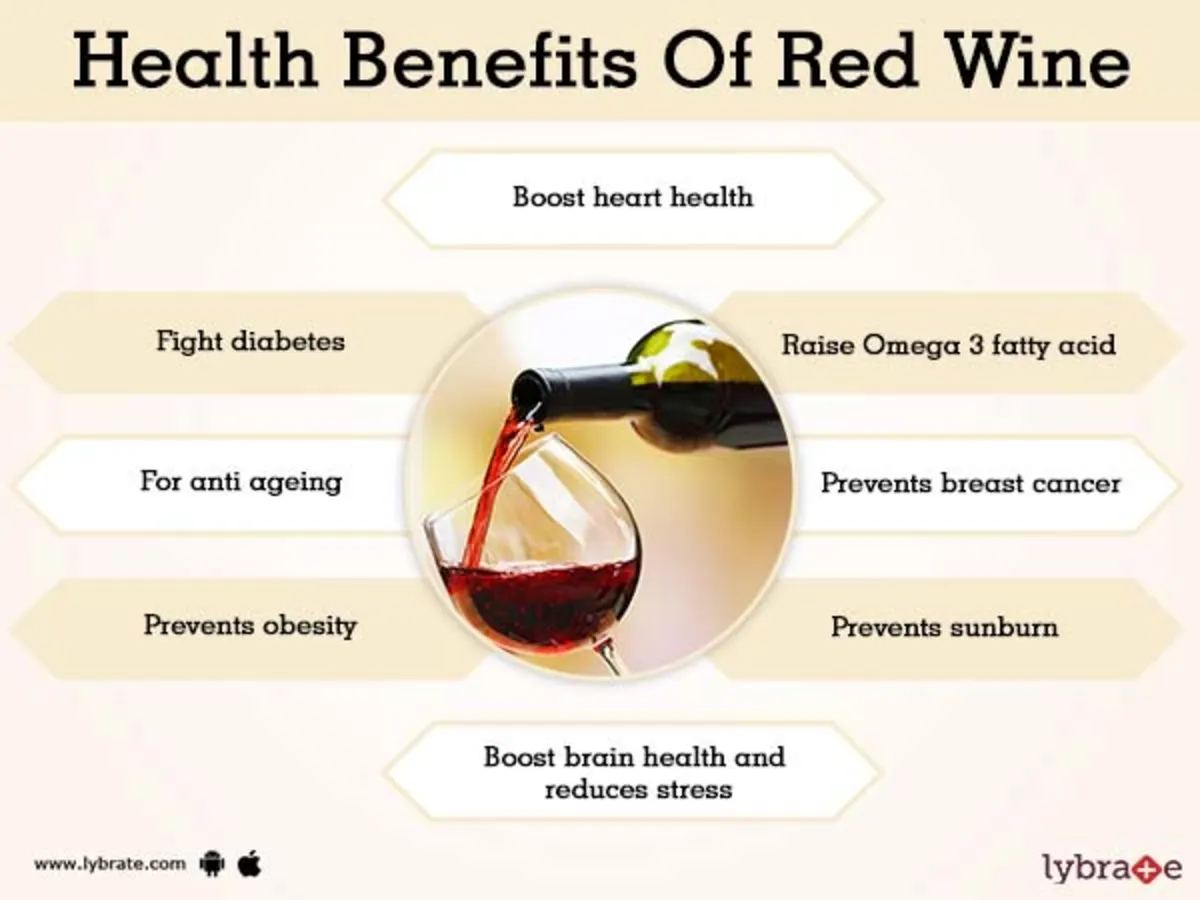 Health Benefits Of Red Wine
Boost heart health
Fight diabetes
Raise Omega 3 fatty acid
For anti ageing
Prevents breast cancer
Prevents obesity
Prevents sunburn
Boost brain health and
reduces stress
www.lybrate.com
lybrate